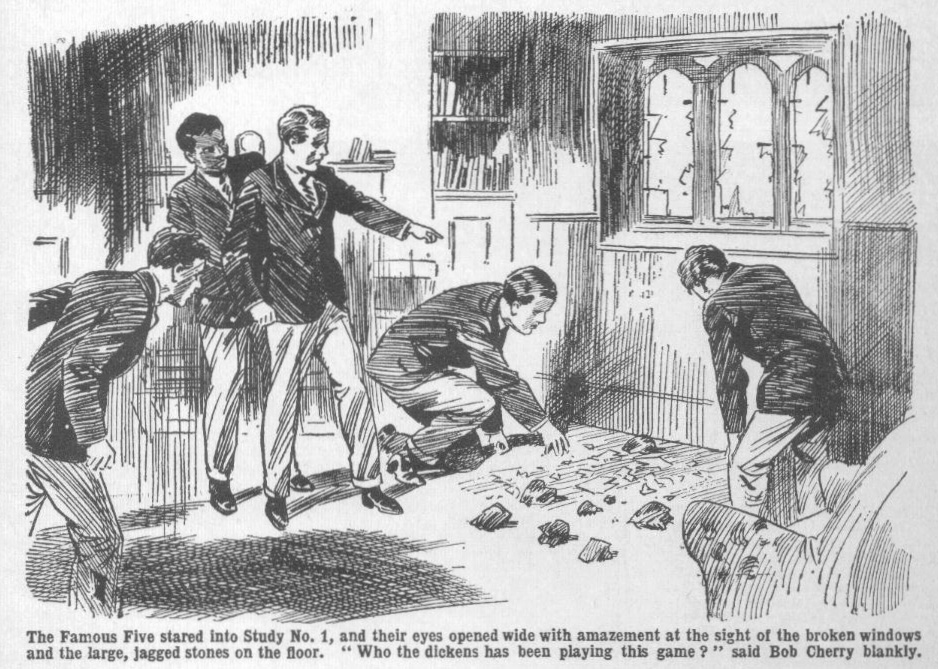 The Famous Five stared into Study No. 1, and their eyes opened wide with amazement at the sight of the broken windows
and the large, jagged stones on the floor. “ Who the dickens has been playing this game ? ” said Bob Cherry blankly.